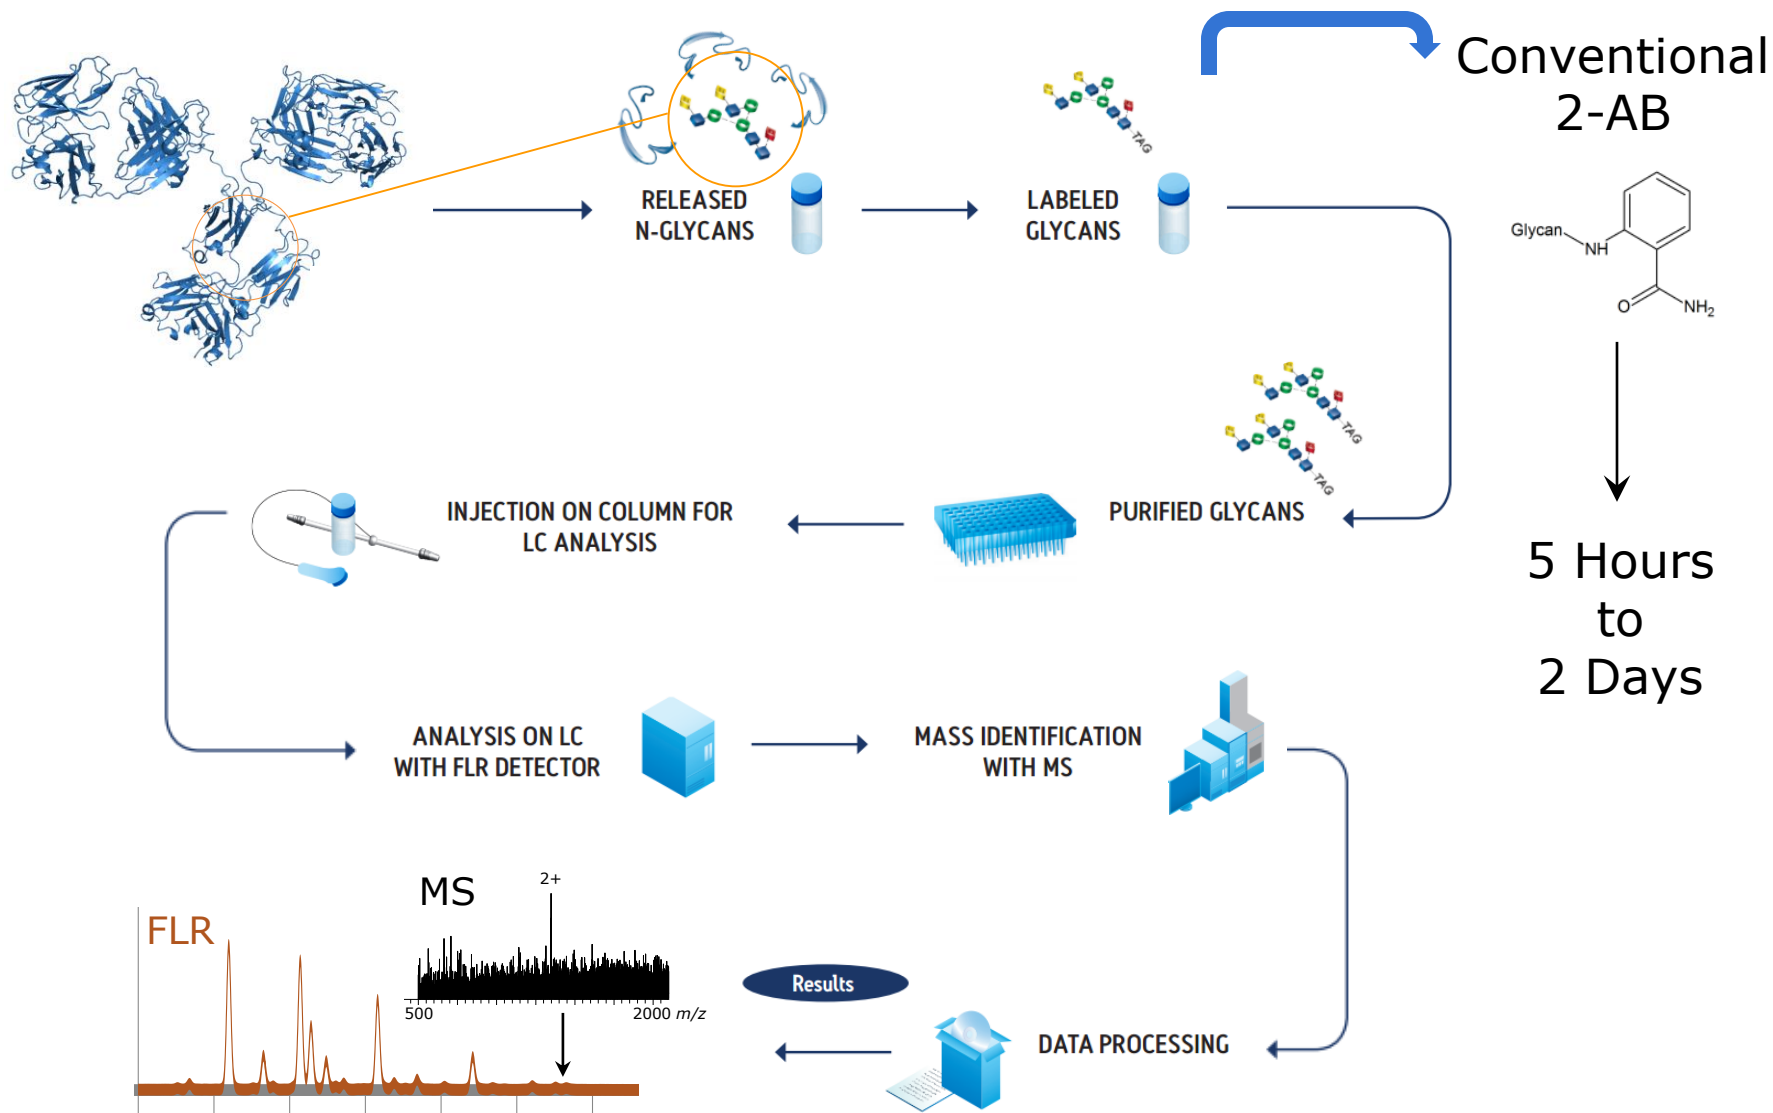 Conventional
2-AB
TAG
RELEASED
N-GLYCANS
LABELED
GLYCANS
Glycan
NH
O
NH₂
TAG
TAG
INJECTION ON COLUMN FOR
LC ANALYSIS
PURIFIED GLYCANS
5 Hours
to
2 Days
ANALYSIS ON LC
WITH FLR DETECTOR
MASS IDENTIFICATION
WITH MS
MS
2+
FLR
500
2000 m/z
Results
DATA PROCESSING